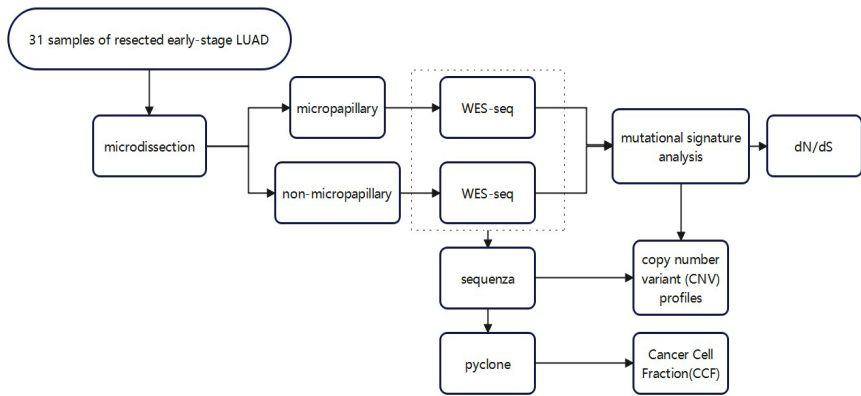 31 samples of resected early-stage LUAD
microdissection
micropapillary
non-micropapillary
WES-seq
WES-seq
mutational signature
analysis
dN/dS
sequenza
copy number
variant (CNV)
profiles
pyclone
Cancer Cell
Fraction(CCF)